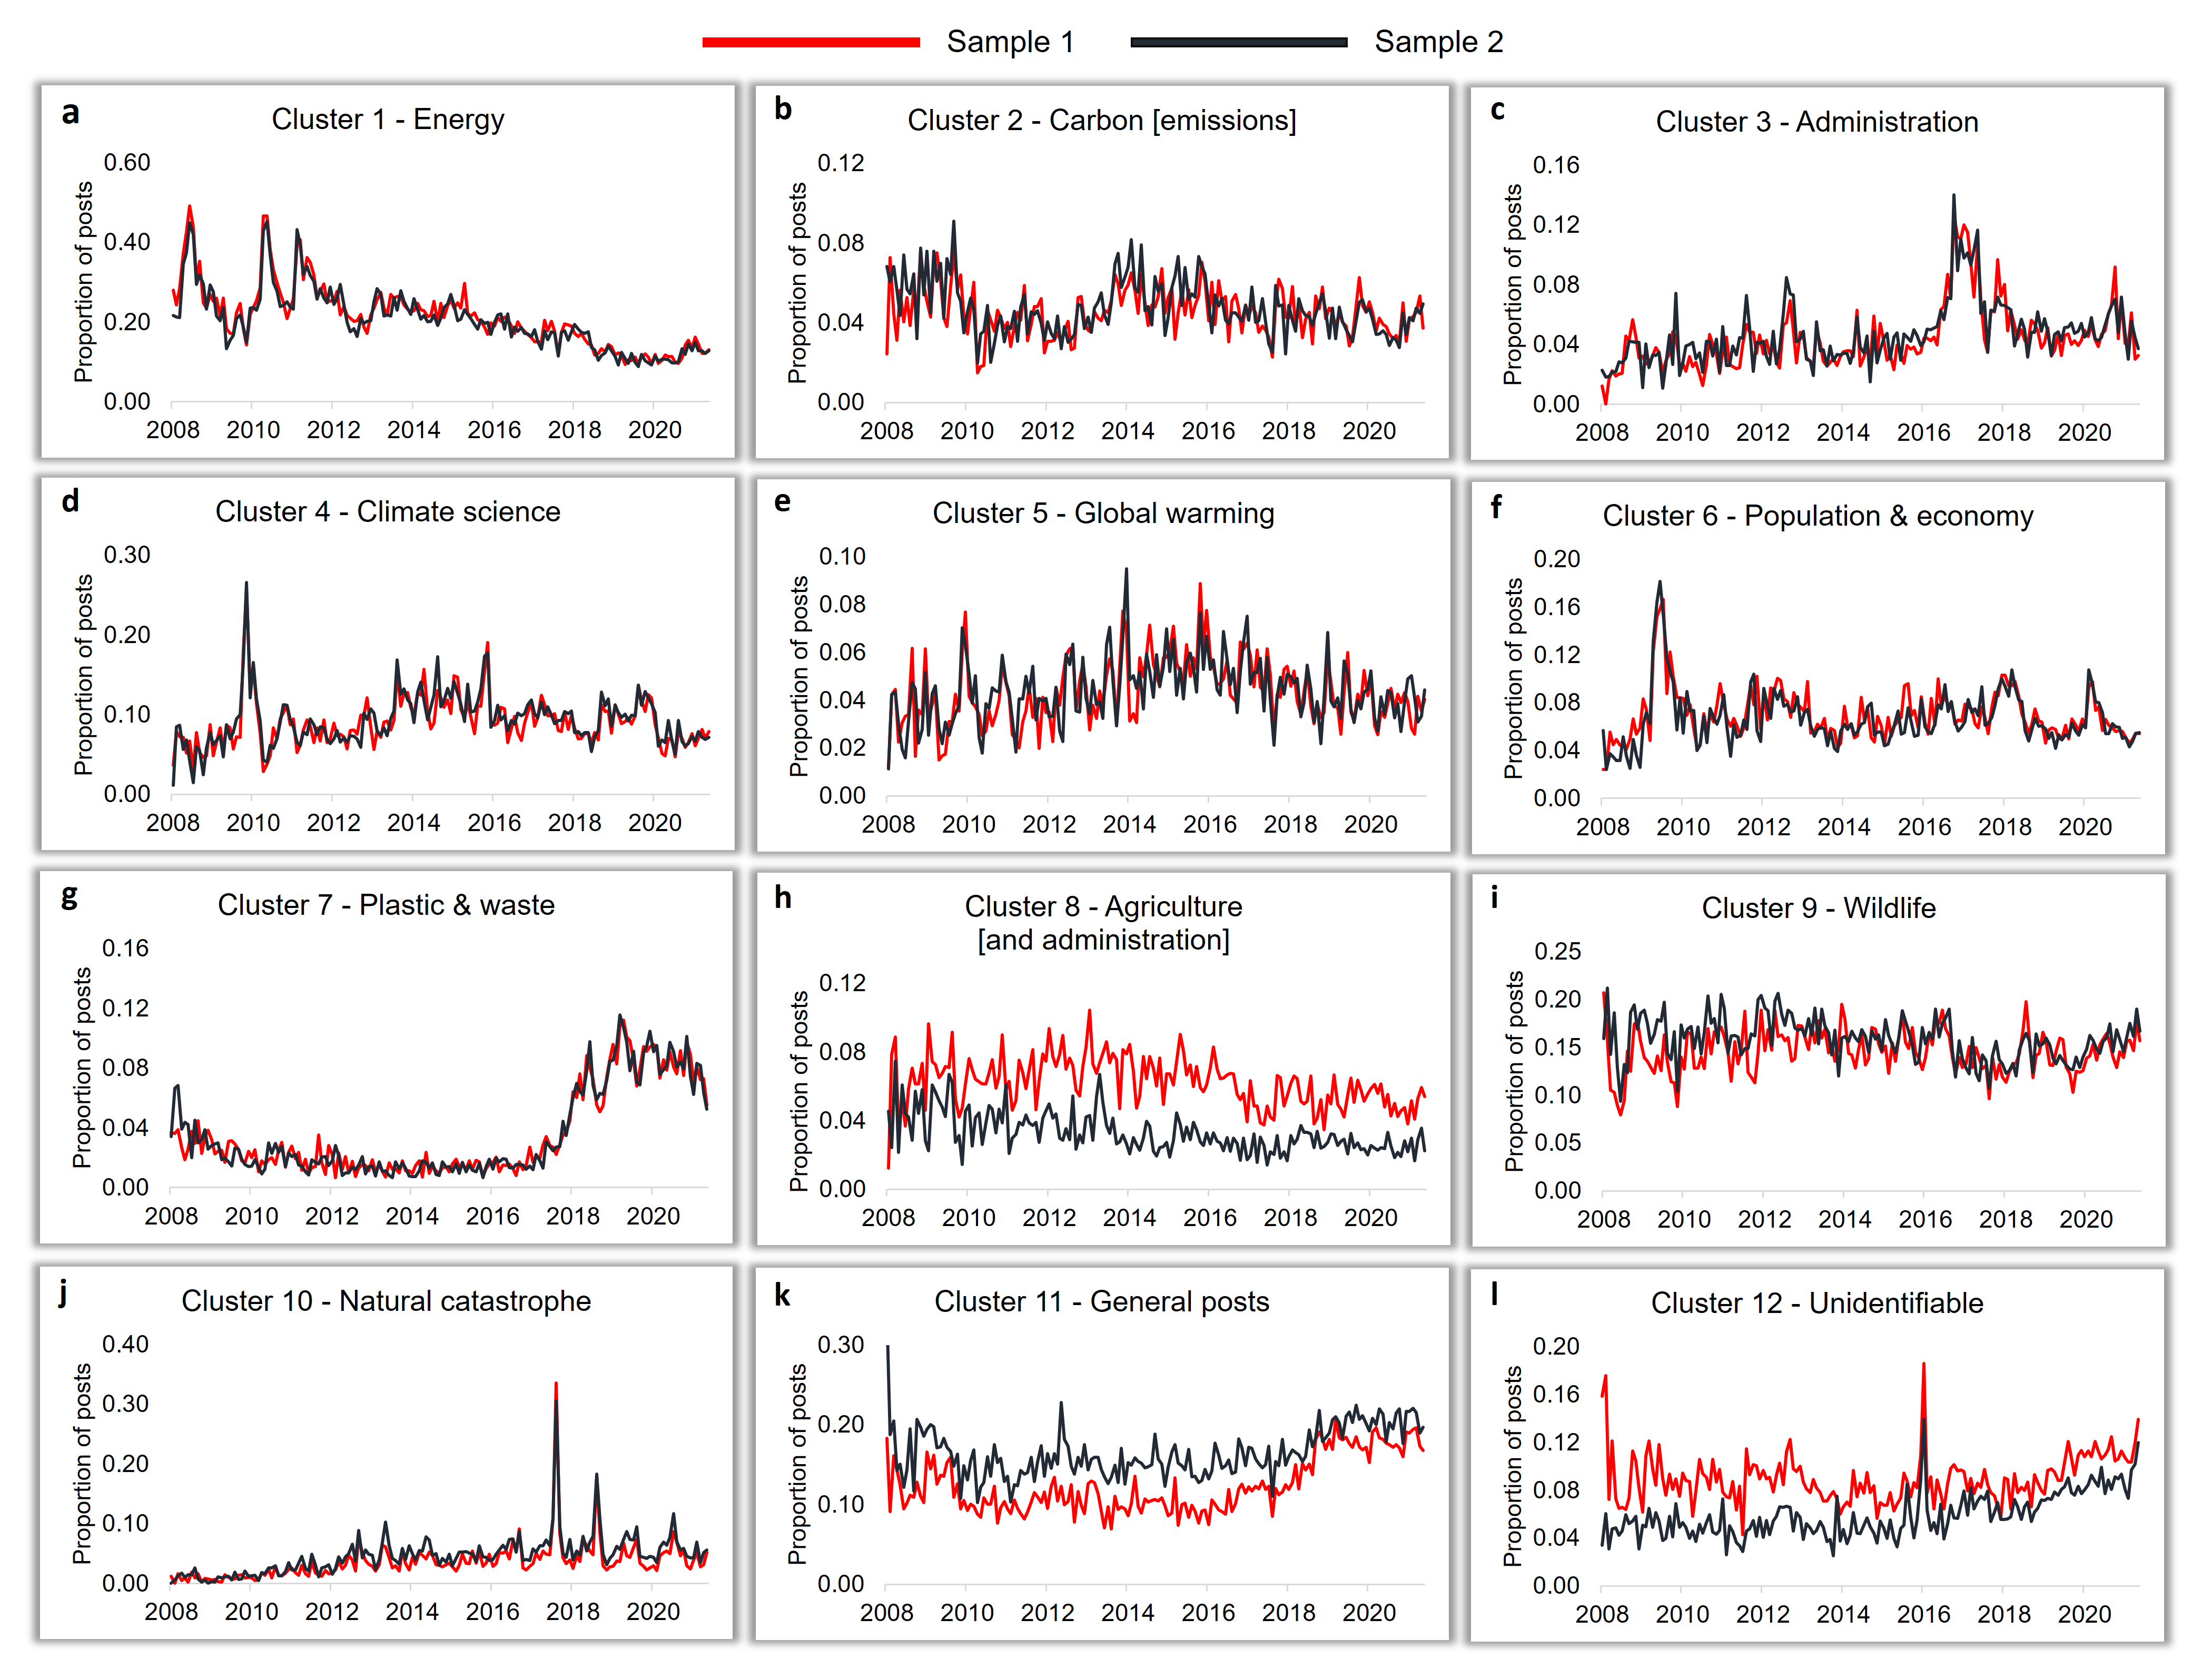 Sample 1 Sample 2
a
Cluster 1 - Energy
Proportion of posts
0.60
0.40
0.20
0.00
2008 2010 2012 2014 2016 2018 2020
b
Cluster 2 - Carbon [emissions]
Proportion of posts
0.12
0.08
0.04
0.00
2008 2010 2012 2014 2016 2018 2020
c
Cluster 3 - Administration
Proportion of posts
0.16
0.12
0.08
0.04
0.00
2008 2010 2012 2014 2016 2018 2020
d
Cluster 4 - Climate science
Proportion of posts
0.30
0.20
0.10
0.00
2008 2010 2012 2014 2016 2018 2020
e
Cluster 5 - Global warming
Proportion of posts
0.10
0.08
0.06
0.04
0.02
0.00
2008 2010 2012 2014 2016 2018 2020
f
Cluster 6 - Population & economy
Proportion of posts
0.20
0.16
0.12
0.08
0.04
0.00
2008 2010 2012 2014 2016 2018 2020
g
Cluster 7 - Plastic & waste
Proportion of posts
0.16
0.12
0.08
0.04
0.00
2008 2010 2012 2014 2016 2018 2020
h
Cluster 8 - Agriculture
[and administration]
Proportion of posts
0.12
0.08
0.04
0.00
2008 2010 2012 2014 2016 2018 2020
i
Cluster 9 - Wildlife
Proportion of posts
0.25
0.20
0.15
0.10
0.05
0.00
2008 2010 2012 2014 2016 2018 2020
j
Cluster 10 - Natural catastrophe
Proportion of posts
0.40
0.30
0.20
0.10
0.00
2008 2010 2012 2014 2016 2018 2020
k
Cluster 11 - General posts
Proportion of posts
0.30
0.20
0.10
0.00
2008 2010 2012 2014 2016 2018 2020
l
Cluster 12 - Unidentifiable
Proportion of posts
0.20
0.16
0.12
0.08
0.04
0.00
2008 2010 2012 2014 2016 2018 2020